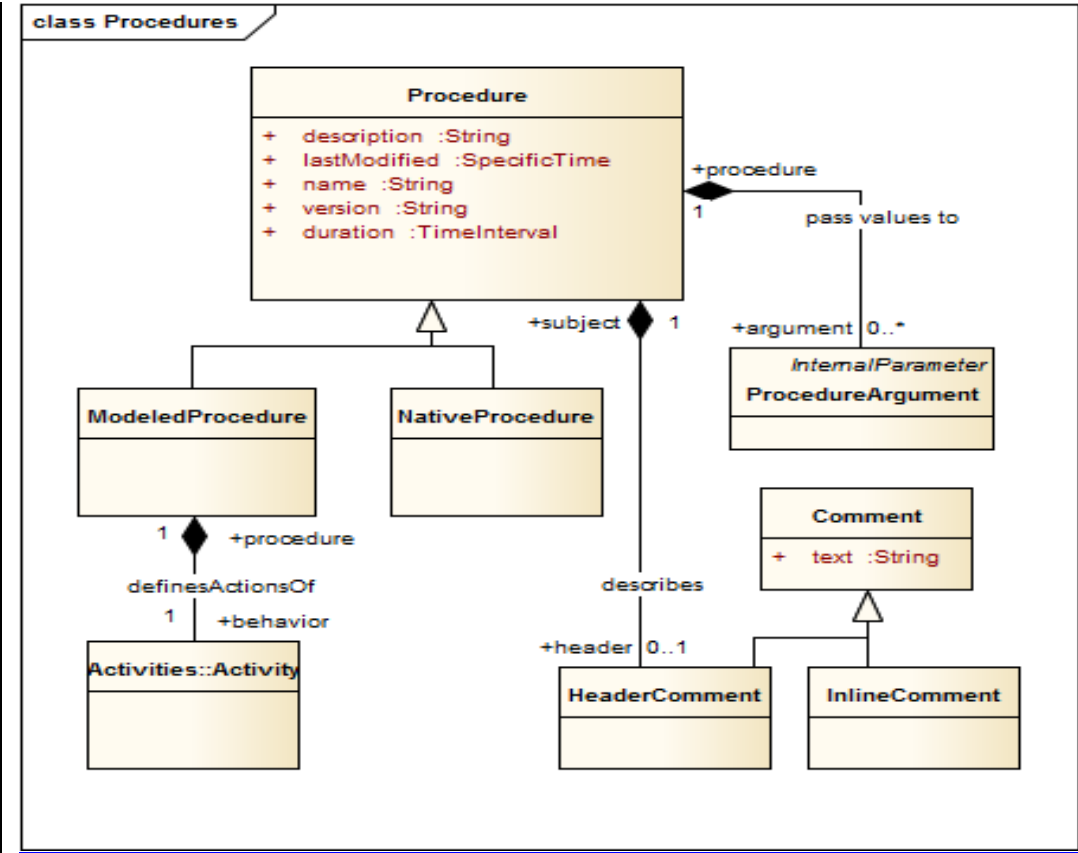 class Procedures
Procedure
+ description :String
+ lastModified :SpecificTime
+ name :String
+ version :String
+ duration :TimeInterval
+procedure
1
pass values to
+subject 1
+argument 0..*
InternalParameter
ProcedureArgument
ModeledProcedure
NativeProcedure
Comment
+ text :String
1 +procedure
definesActionsOf
1 +behavior
describes
+header 0..1
Activities::Activity
HeaderComment
InlineComment